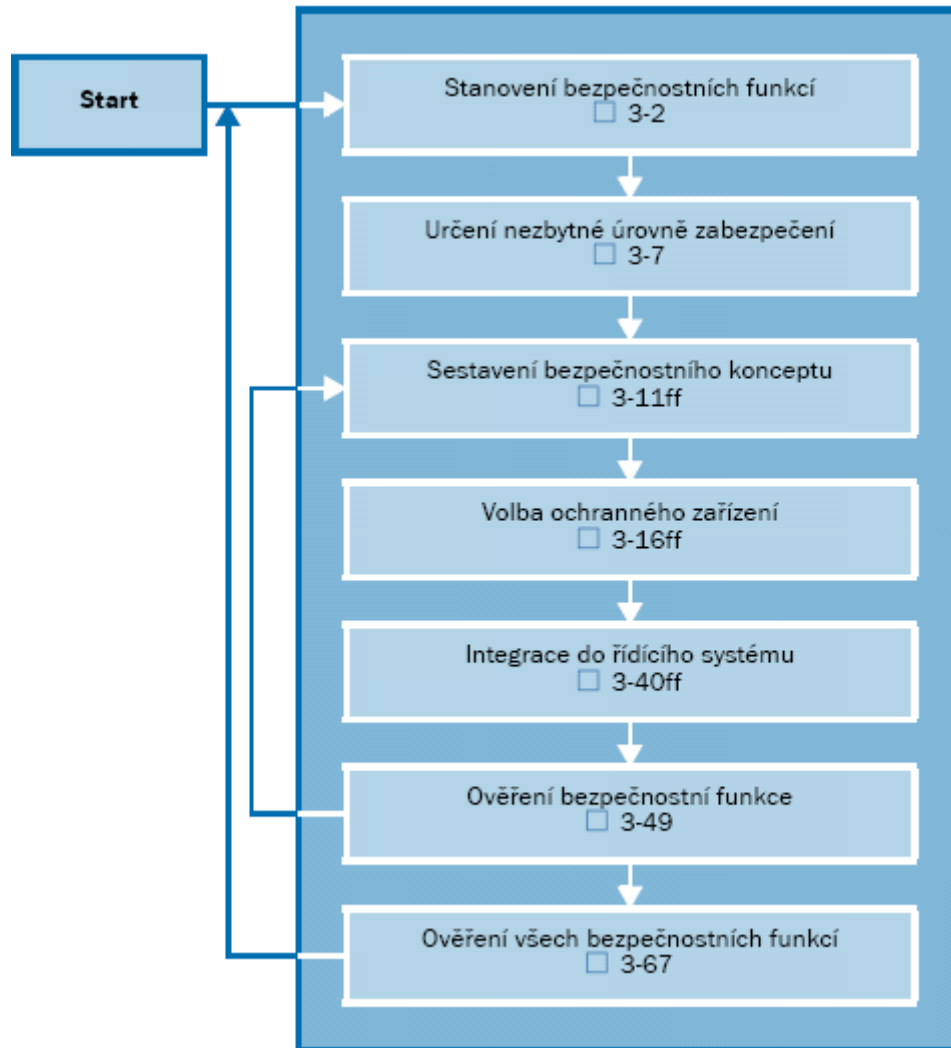 Start
Stanovení bezpečnostních funkcí
□ 3-2
Určení nezbytné úrovně zabezpečení
□ 3-7
Sestavení bezpečnostního konceptu
□ 3-11ff
Volba ochranného zařízení
□ 3-16ff
Integrace do řídícího systému
□ 3-40ff
Ověření bezpečnostní funkce
□ 3-49
Ověření všech bezpečnostních funkcí
□ 3-67